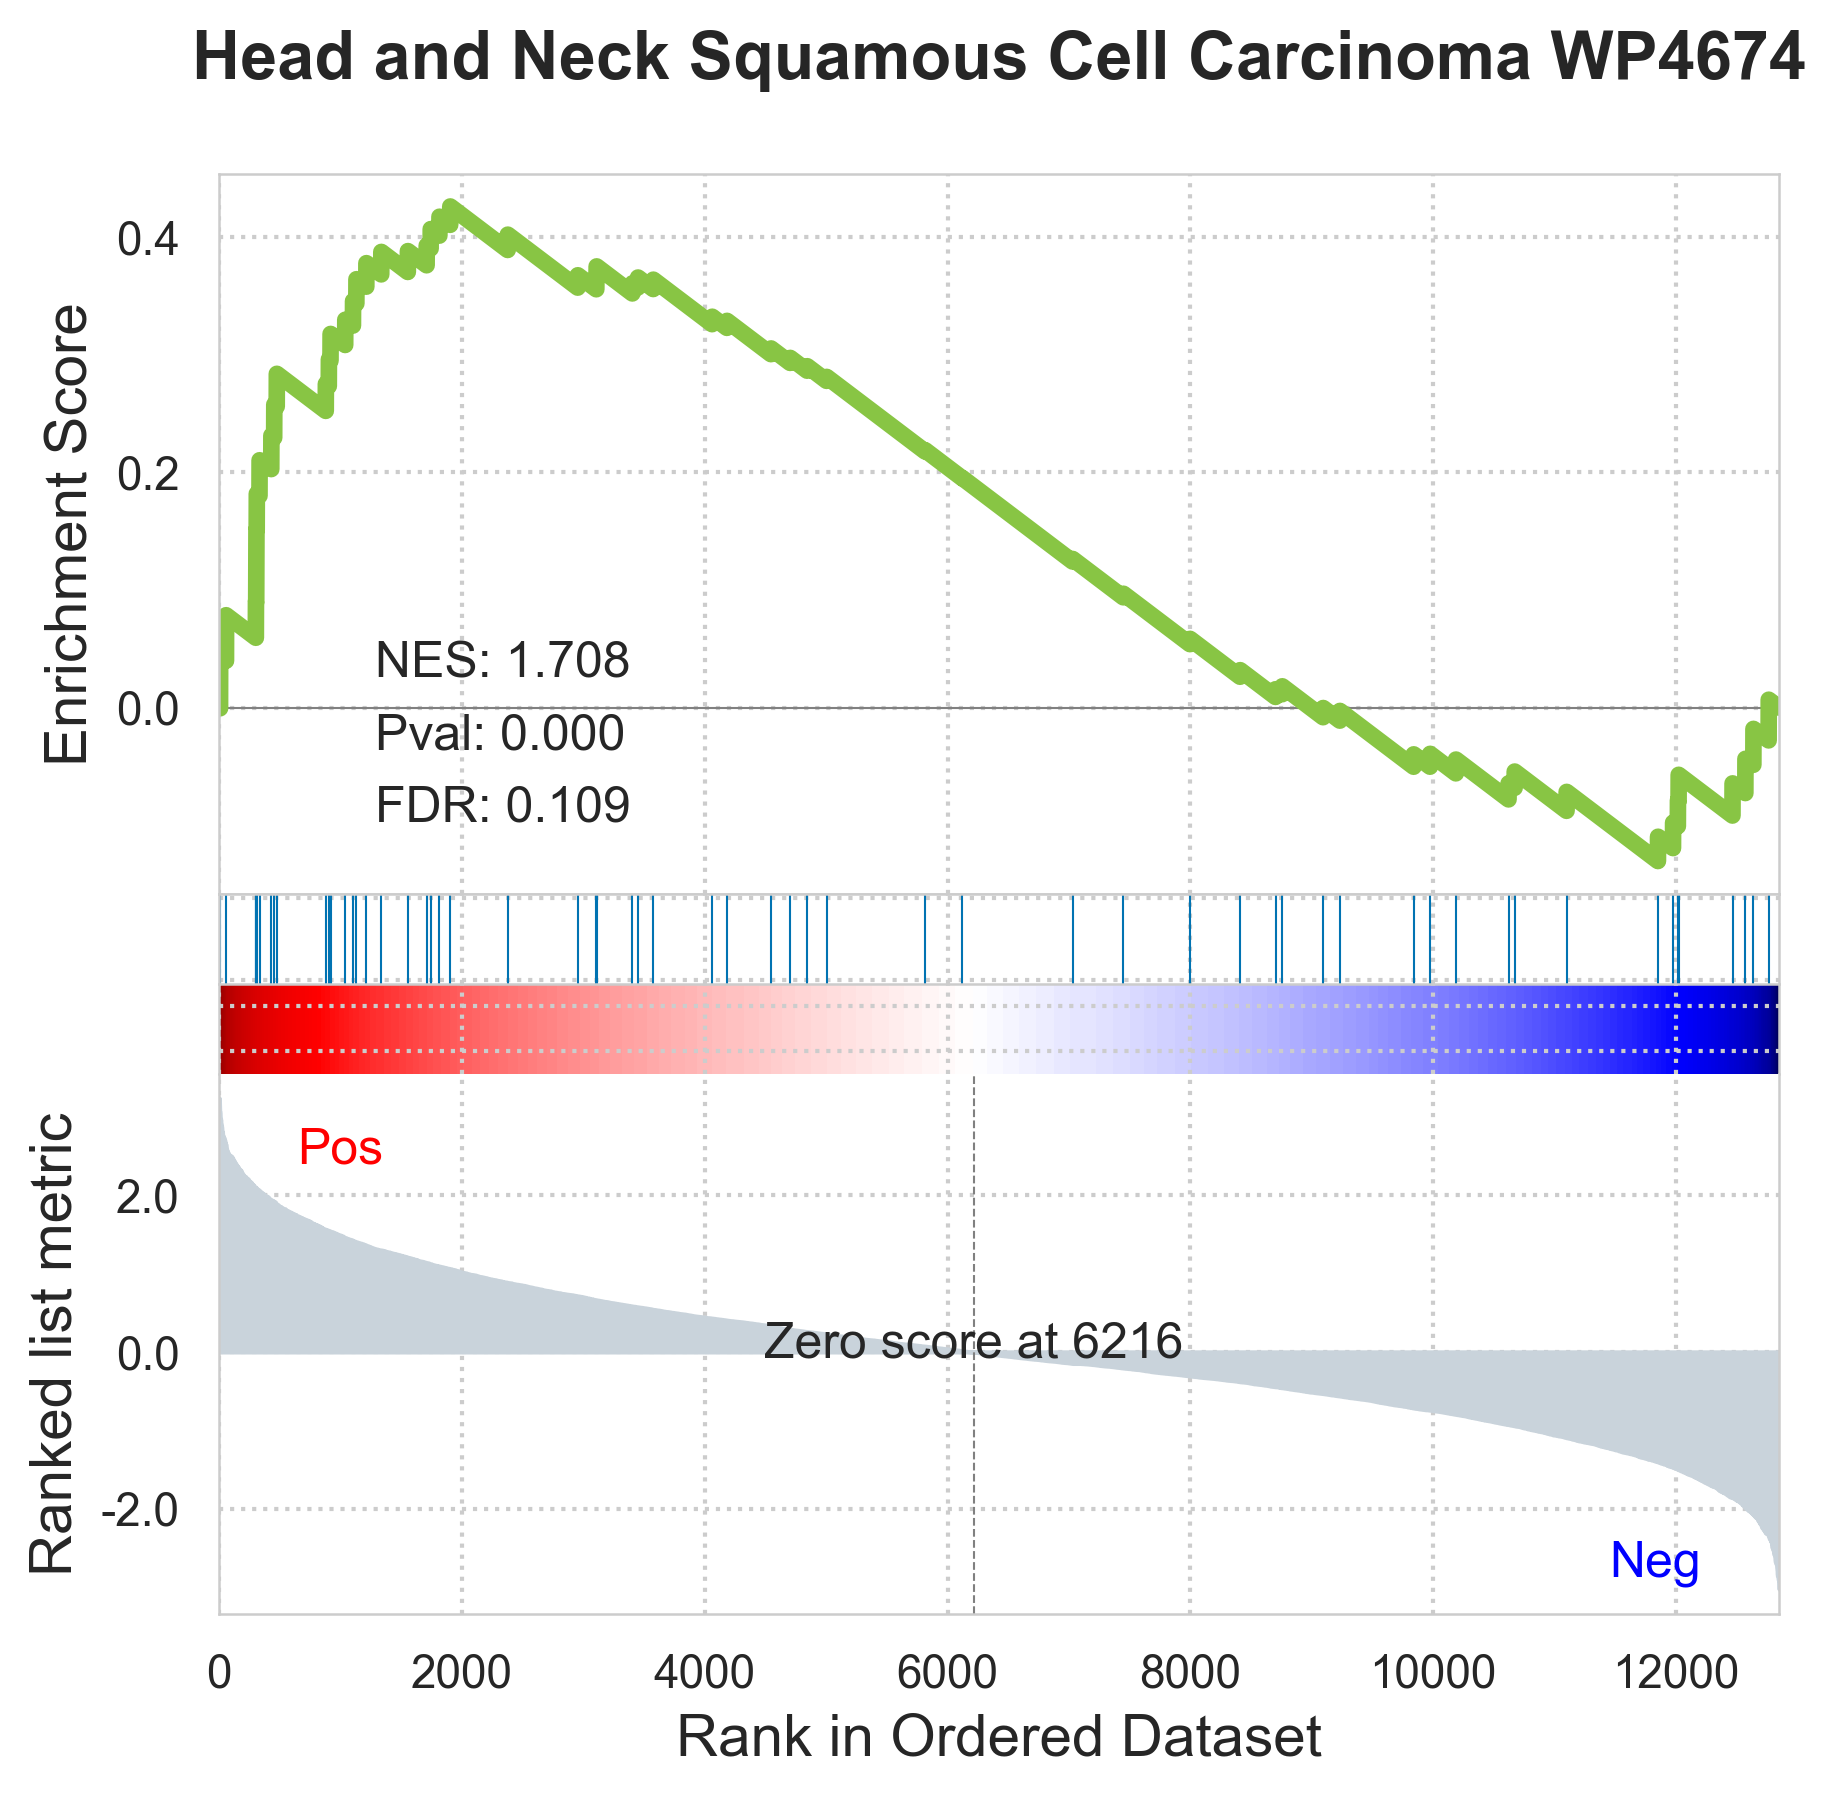 Head and Neck Squamous Cell Carcinoma WP4674
Enrichment Score
0.4
0.2
0.0
NES: 1.708
Pval: 0.000
FDR: 0.109
Ranked list metric
Pos
2.0
0.0
-2.0
Zero score at 6216
Neg
0 2000 4000 6000 8000 10000 12000
Rank in Ordered Dataset